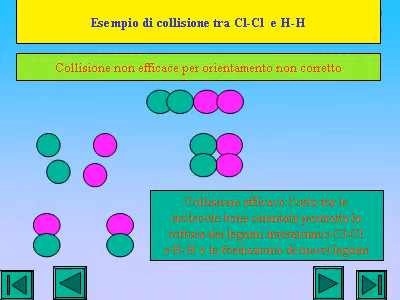 Esempio di collisione tra Cl-Cl e H-H
Collisione non efficace per orientamento non corretto
Collisione efficace:l'urto tra le
molecole bene orientate permette la
rottura dei legami interatomici Cl-Cl
e H-H e la formazione di nuovi legami